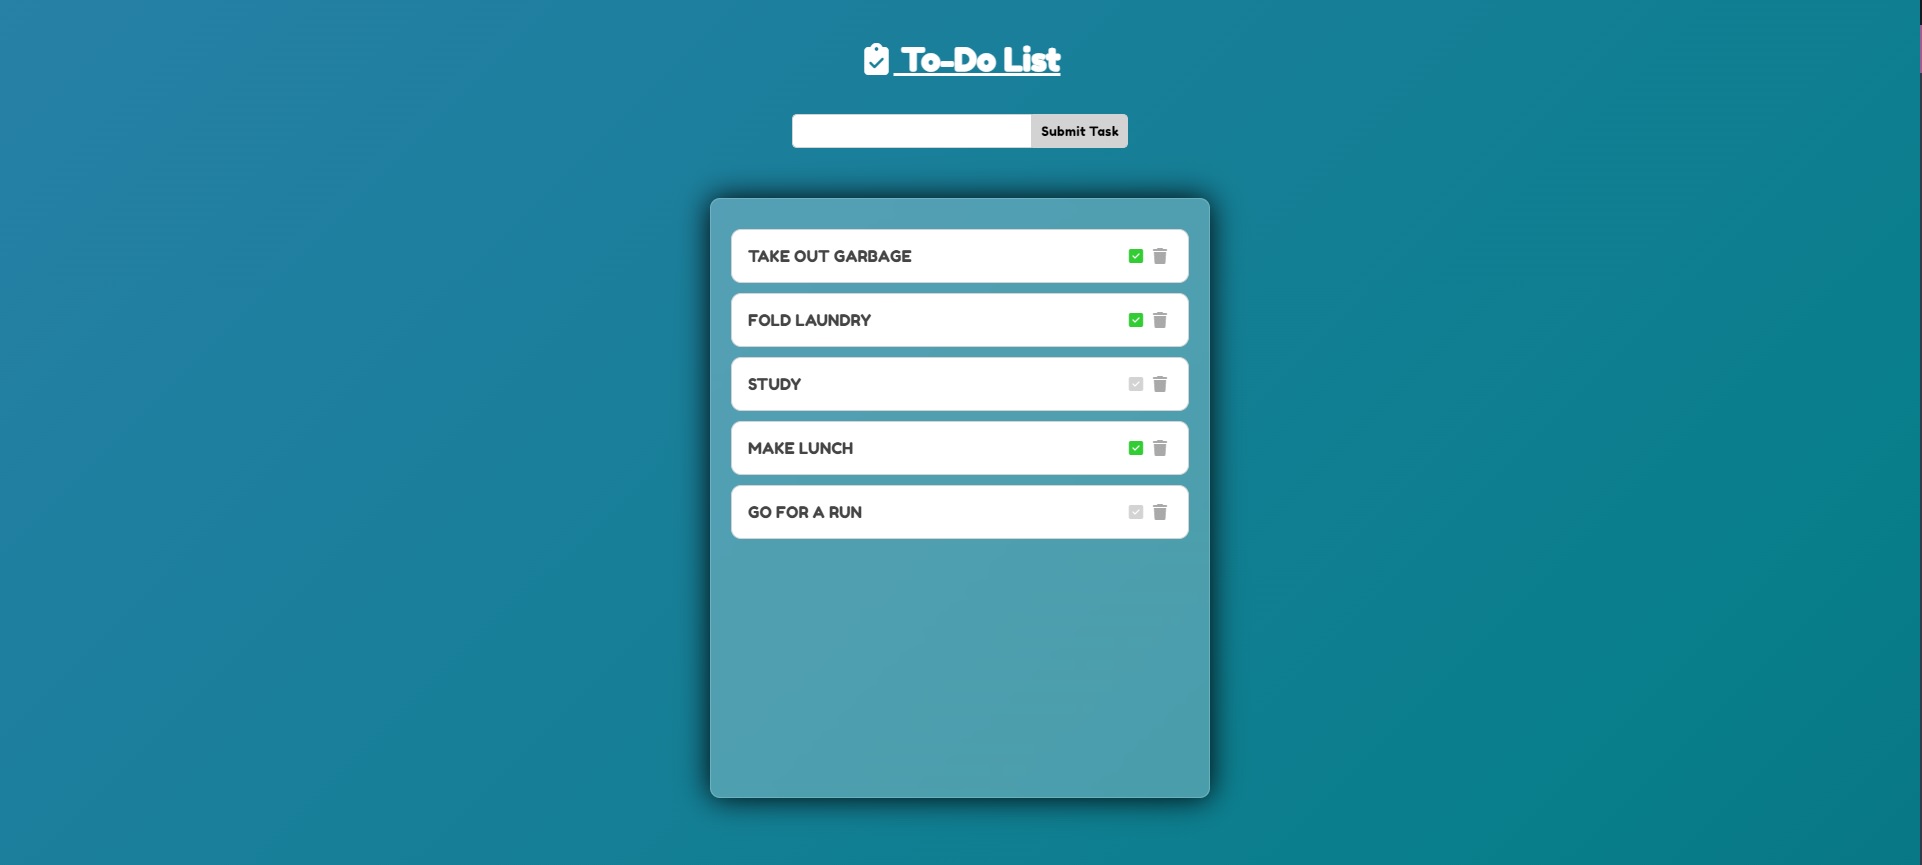 To-Do List
Submit Task
TAKE OUT GARBAGE
FOLD LAUNDRY
STUDY
MAKE LUNCH
GO FOR A RUN